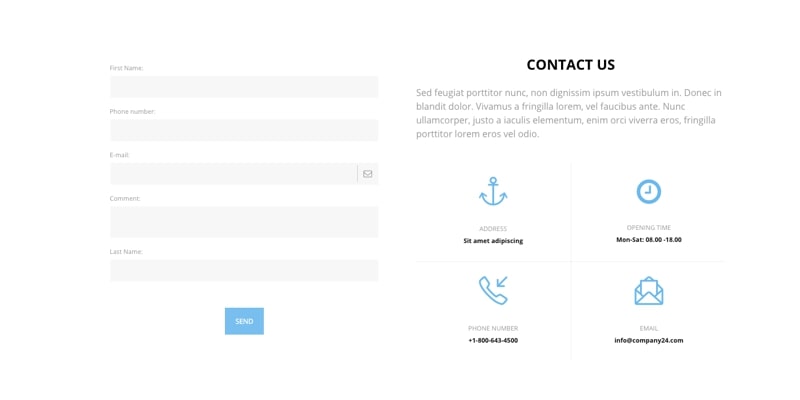 First Name:
Phone number:
E-mail:
Comment:
Last Name:
SEND
CONTACT US
Sed feugiat porttitor nunc, non dignissim ipsum vestibulum in. Donec in
blandit dolor. Vivamus a fringilla lorem, vel faucibus ante. Nunc
ullamcorper, justo a iaculis elementum, enim orci viverra eros, fringilla
porttitor lorem eros vel odio.
ADDRESS
Sit amet adipiscing
OPENING TIME
Mon-Sat: 08.00 -18.00
PHONE NUMBER
+1-800-643-4500
EMAIL
info@company24.com